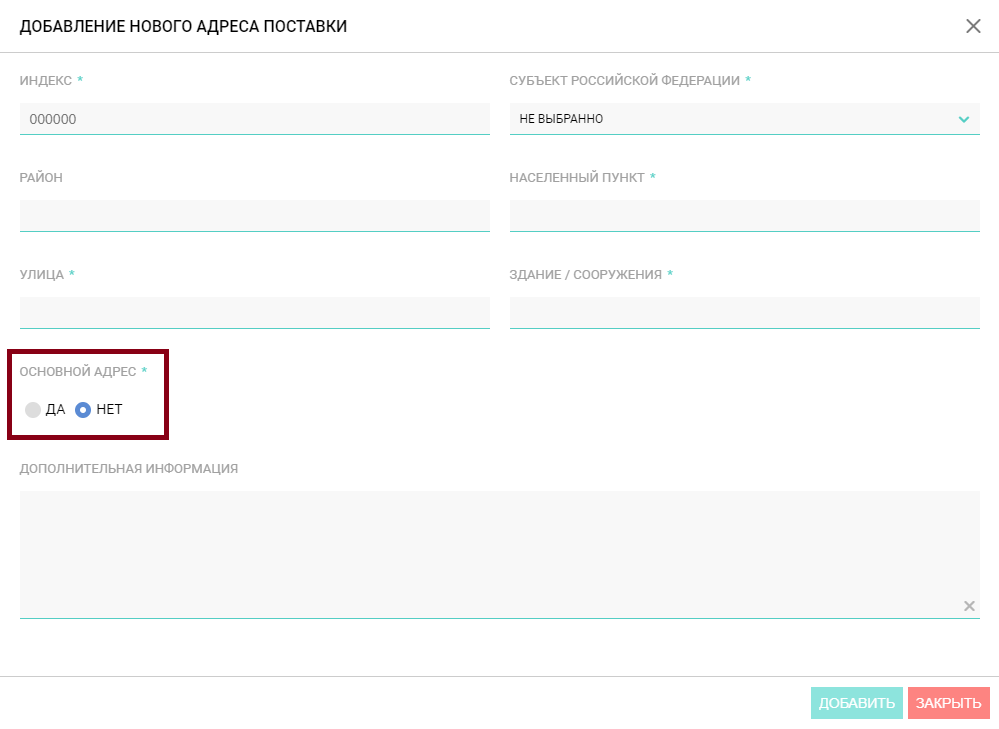 ДОБАВЛЕНИЕ НОВОГО АДРЕСА ПОСТАВКИ
ИНДЕКС *
СУБЪЕКТ РОССИЙСКОЙ ФЕДЕРАЦИИ *
000000
НЕ ВЫБРАННО
РАЙОН
НАСЕЛЕННЫЙ ПУНКТ *
УЛИЦА *
ЗДАНИЕ / СООРУЖЕНИЯ *
ОСНОВНОЙ АДРЕС *
ДА НЕТ
ДОПОЛНИТЕЛЬНАЯ ИНФОРМАЦИЯ
ДОБАВИТЬ ЗАКРЫТЬ